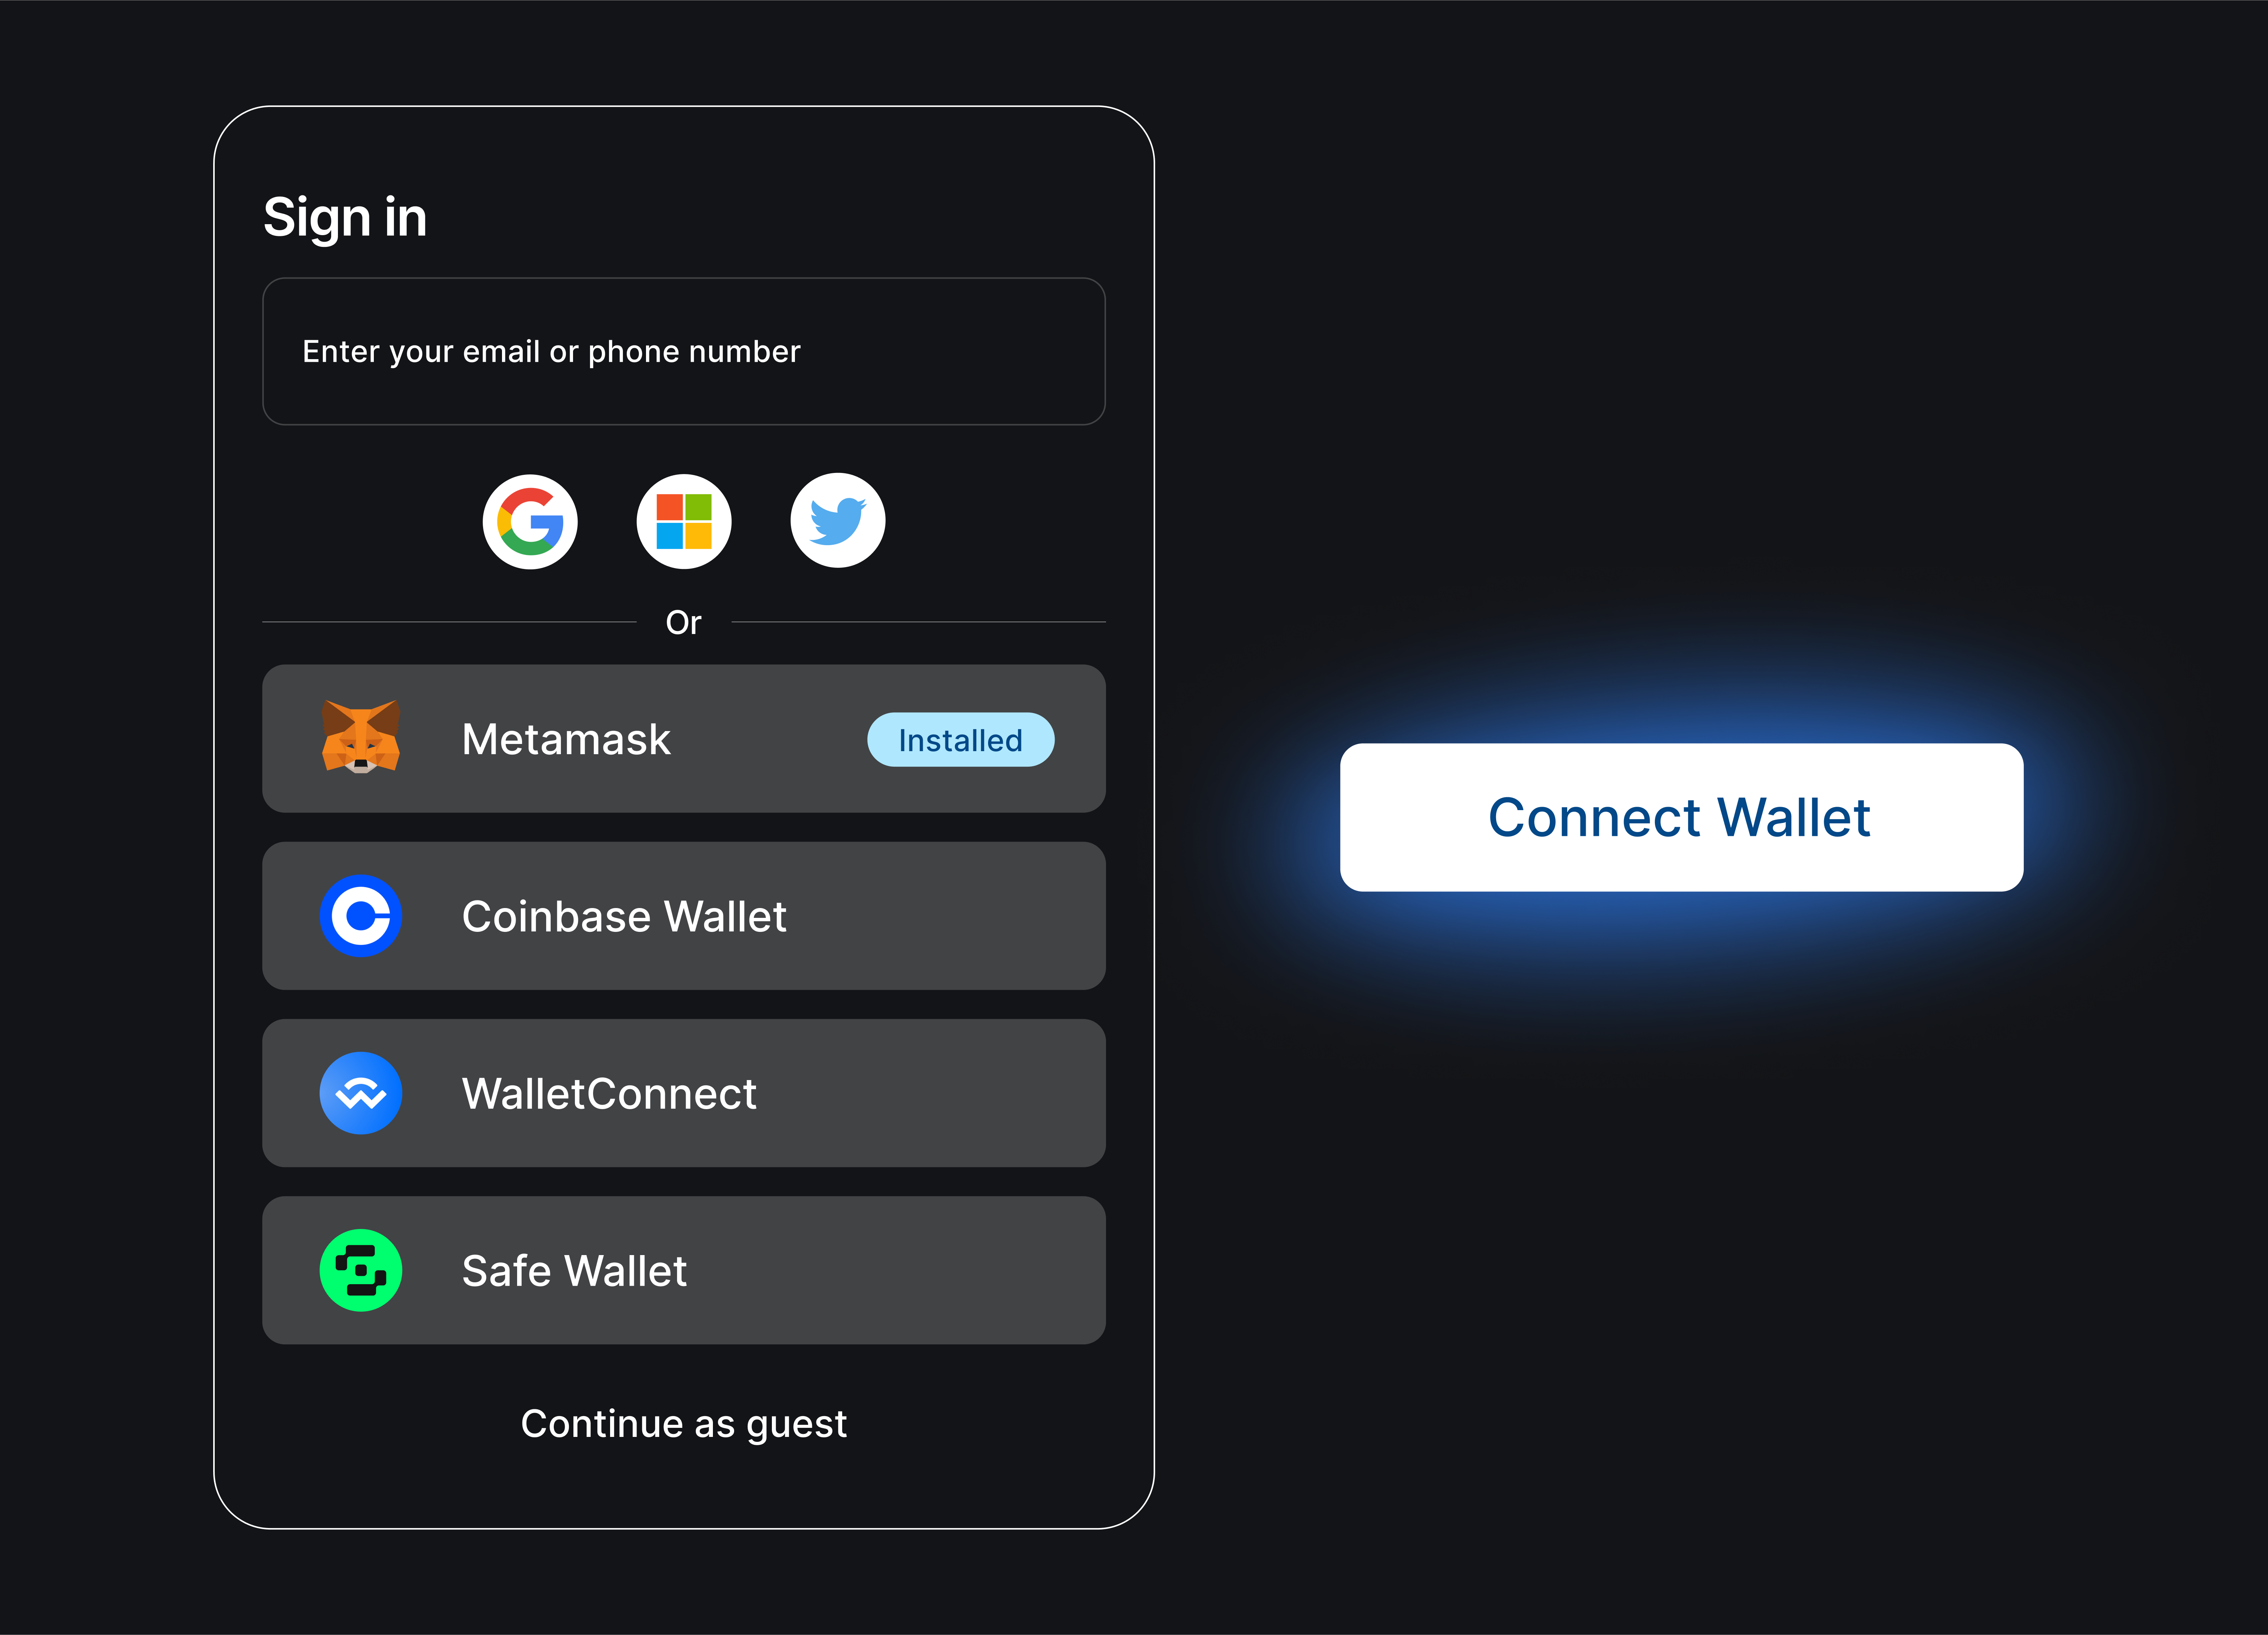 Sign in
Enter your email or phone number
Or
Metamask
Installed
Coinbase Wallet
WalletConnect
Safe Wallet
Continue as guest
Connect Wallet